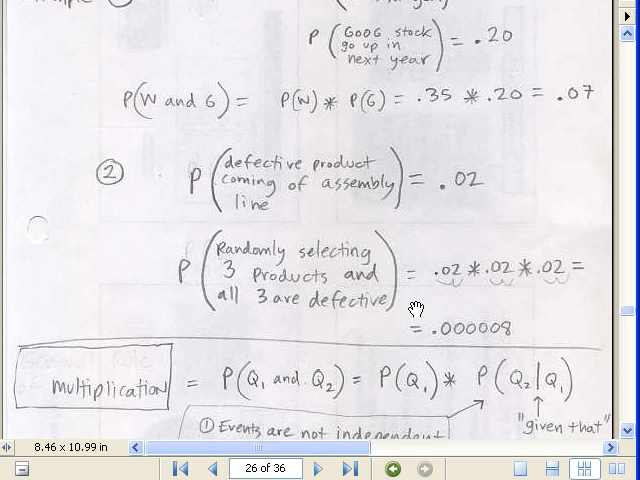 P (GOOG stock
go up in
next year) = .20
P(W and G) = P(W) * P(G) = .35 * .20 = .07
② P (defective product
coming of assembly
line) = .02
P (Randomly selecting
3 Products and
all 3 are defective) = .02 * .02 * .02 =
= .000008
multiplication = P(Q₁ and Q₂) = P(Q₁) * P(Q₂|Q₁)
① Events are not independent
"given that"
8.46 x 10.99 in
26 of 36